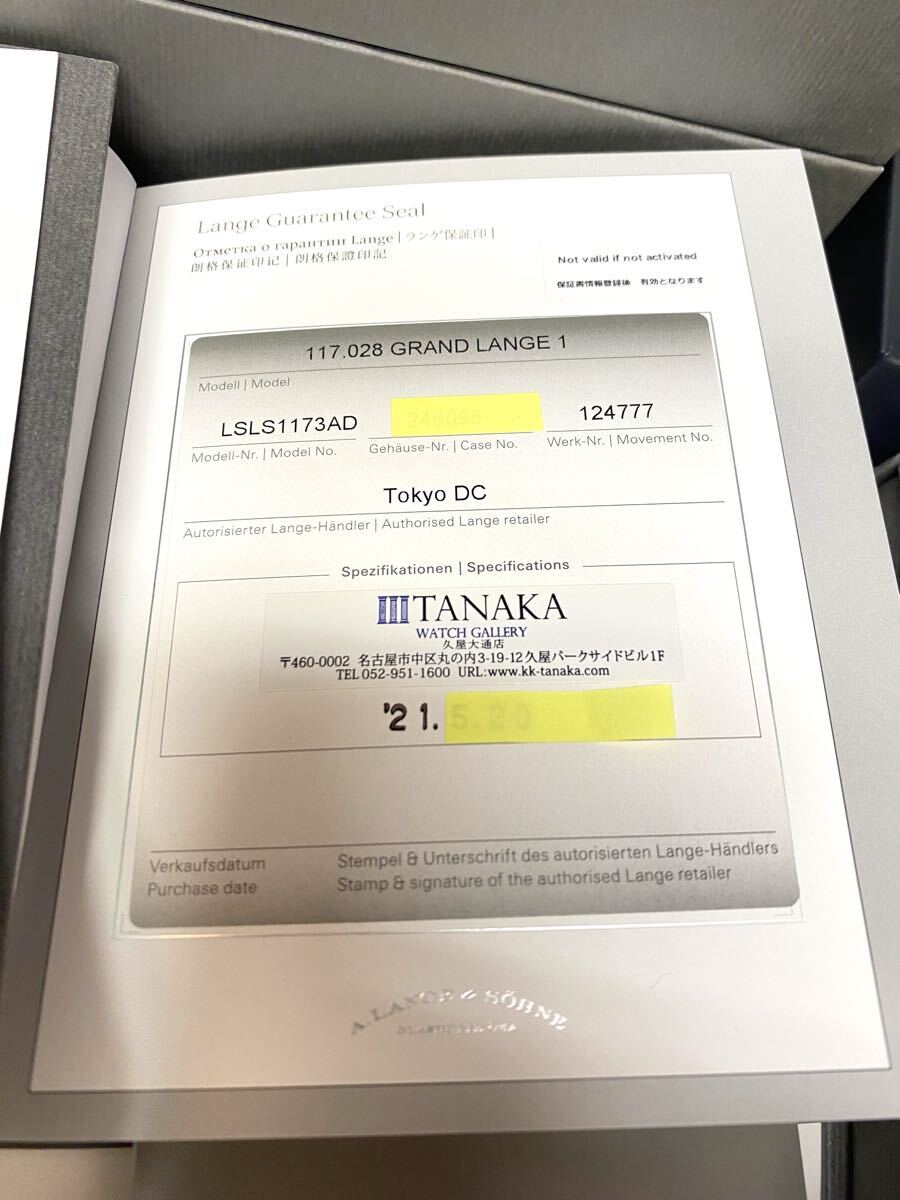 Lange Guarantee Seal
Отметка о гарантии Lange | ランゲ保証印 |
朗格保证印记 | 朗格保證印記
Not valid if not activated
保証書情報登録後 有効となります
117.028 GRAND LANGE 1
Modell | Model
LSLS1173AD 124777
Modell-Nr. | Model No. Gehäuse-Nr. | Case No. Werk-Nr. | Movement No.
Tokyo DC
Autorisierter Lange-Händler | Authorised Lange retailer
Spezifikationen | Specifications
TANAKA
WATCH GALLERY
久屋大通店
〒460-0002 名古屋市中区丸の内3-19-12久屋パークサイドビル1F
TEL 052-951-1600 URL:www.kk-tanaka.com
'21.
Verkaufsdatum Stempel & Unterschrift des autorisierten Lange-Händlers
Purchase date Stamp & signature of the authorised Lange retailer
A. LANGE & SÖHNE